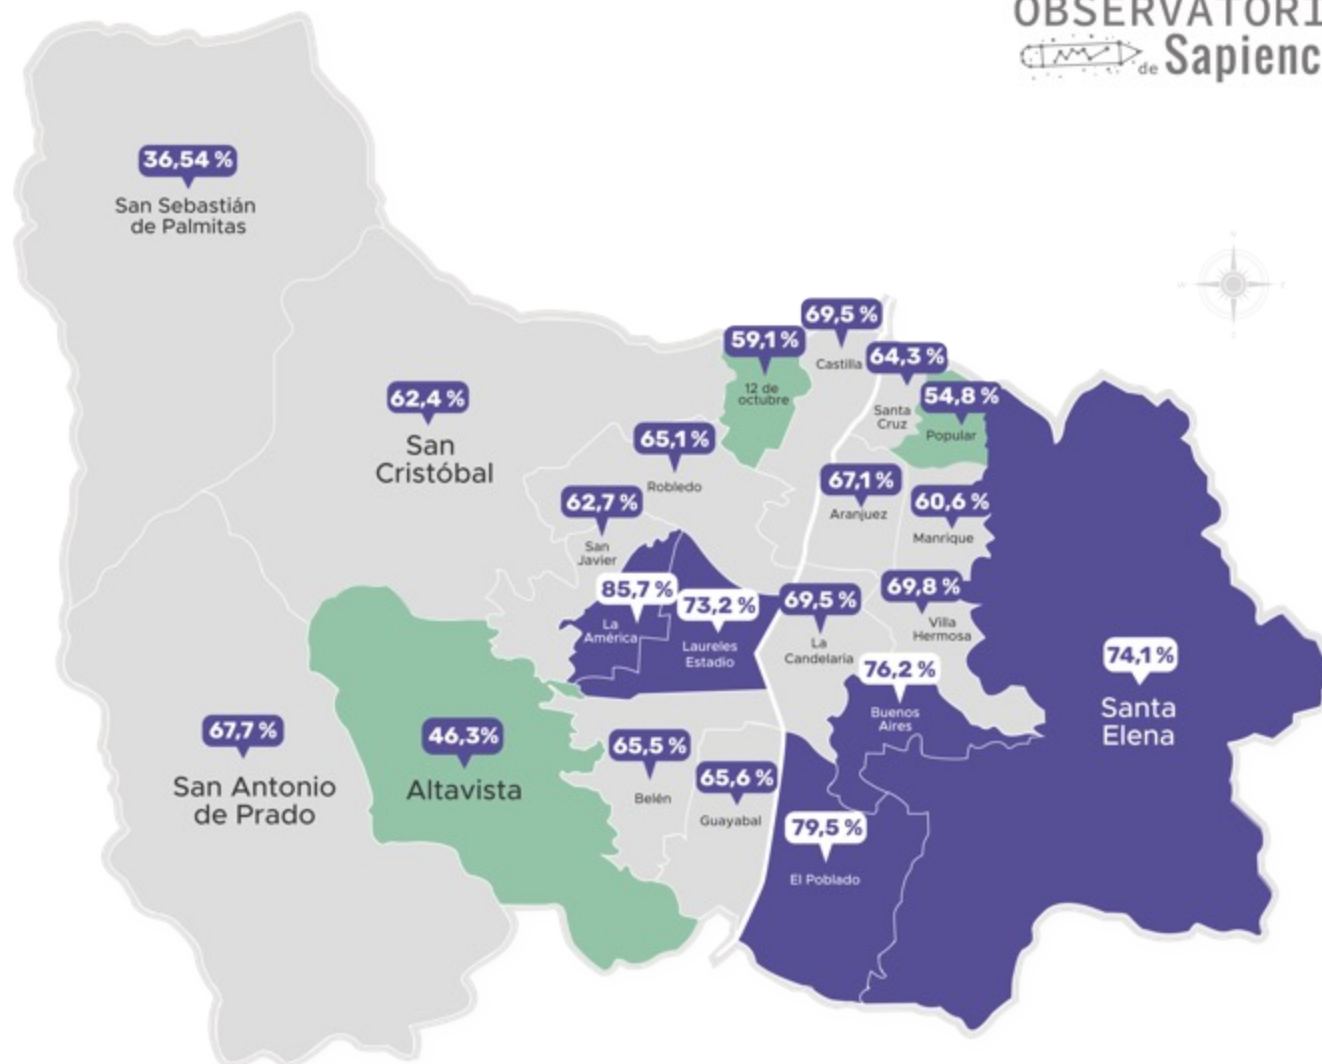 OBSERVATORI
de Sapienc
36,54 %
San Sebastián
de Palmitas
69,5 %
Castilla
59,1 %
12 de
octubre
64,3 %
Santa
Cruz
54,8 %
Popular
62,4 %
San
Cristóbal
65,1 %
Robledo
67,1 %
Aranjuez
60,6 %
Manrique
62,7 %
San
Javier
85,7 %
La
América
73,2 %
Laureles
Estadio
69,5 %
La
Candelaria
69,8 %
Villa
Hermosa
76,2 %
Buenos
Aires
74,1 %
Santa
Elena
67,7 %
San Antonio
de Prado
46,3%
Altavista
65,5 %
Belén
65,6 %
Guayabal
79,5 %
El Poblado